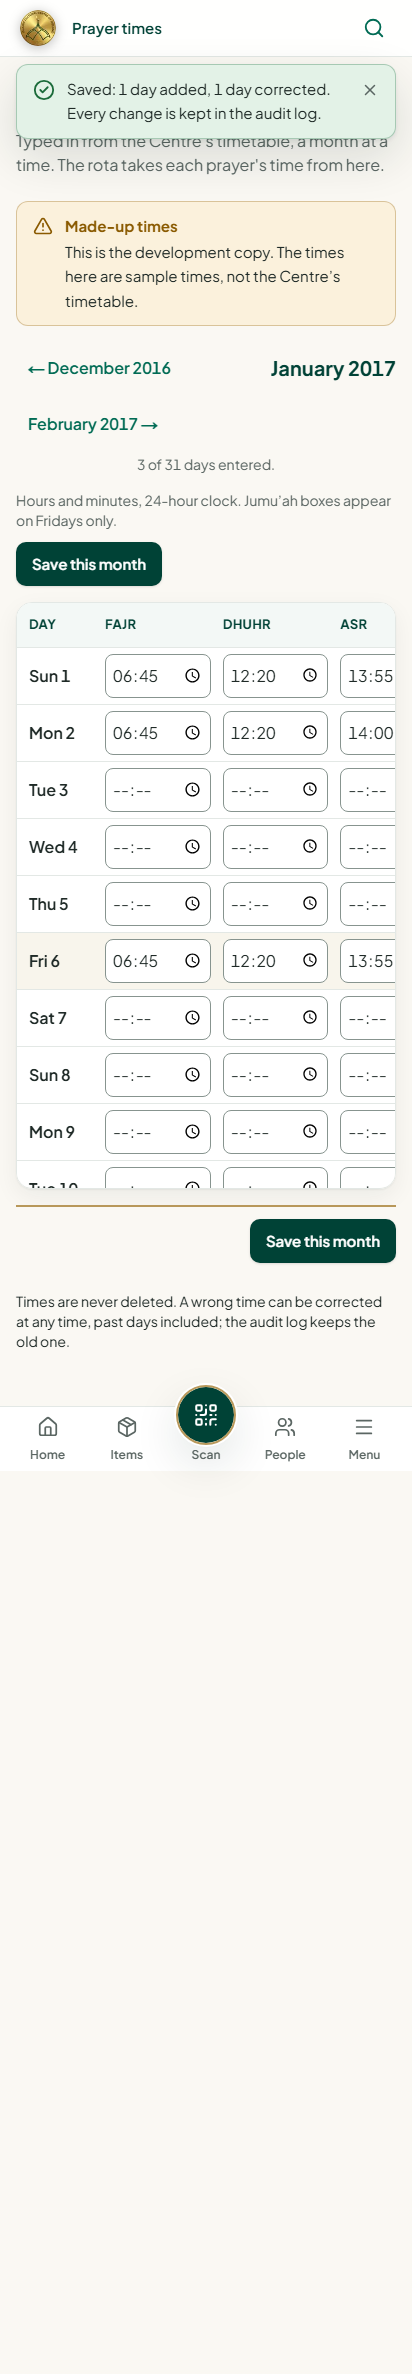 Prayer times
Saved: 1 day added, 1 day corrected.
Every change is kept in the audit log.
Typed in from the Centre's timetable, a month at a
time. The rota takes each prayer's time from here.
Made-up times
This is the development copy. The times
here are sample times, not the Centre's
timetable.
← December 2016
January 2017
February 2017 →
3 of 31 days entered.
Hours and minutes, 24-hour clock. Jumu'ah boxes appear
on Fridays only.
Save this month
DAY FAJR DHUHR ASR
Sun 1 06:45 12:20 13:55
Mon 2 06:45 12:20 14:00
Tue 3 --:-- --:-- --:--
Wed 4 --:-- --:-- --:--
Thu 5 --:-- --:-- --:--
Fri 6 06:45 12:20 13:55
Sat 7 --:-- --:-- --:--
Sun 8 --:-- --:-- --:--
Mon 9 --:-- --:-- --:--
Tue 10 --:-- --:-- --:--
Save this month
Times are never deleted. A wrong time can be corrected
at any time, past days included; the audit log keeps the
old one.
Home Items Scan People Menu